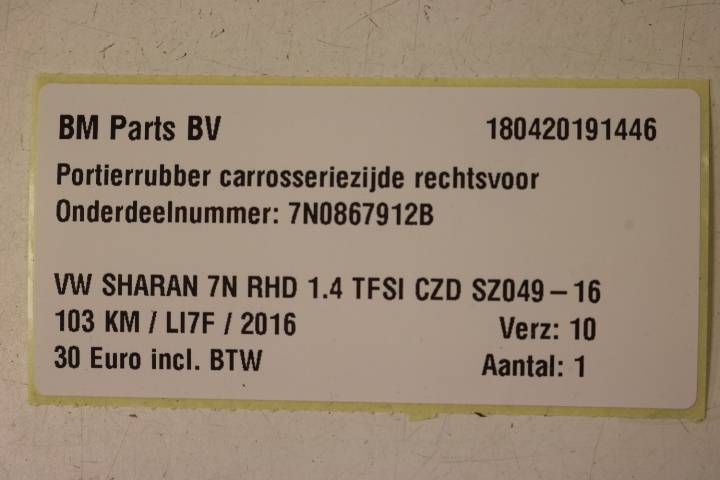 BM Parts BV 180420191446
Portierrubber carrosseriezijde rechtsvoor
Onderdeelnummer: 7N0867912B
VW SHARAN 7N RHD 1.4 TFSI CZD SZ049 – 16
103 KM / LI7F / 2016 Verz: 10
30 Euro incl. BTW Aantal: 1